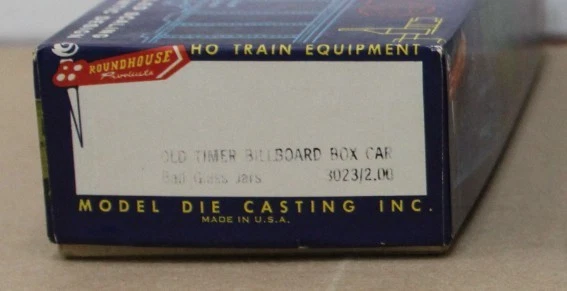 HO TRAIN EQUIPMENT
ROUNDHOUSE
Products
OLD TIMER BILLBOARD BOX CAR
Ball Glass Jars 3023/2.00
MODEL DIE CASTING INC.
MADE IN U.S.A.